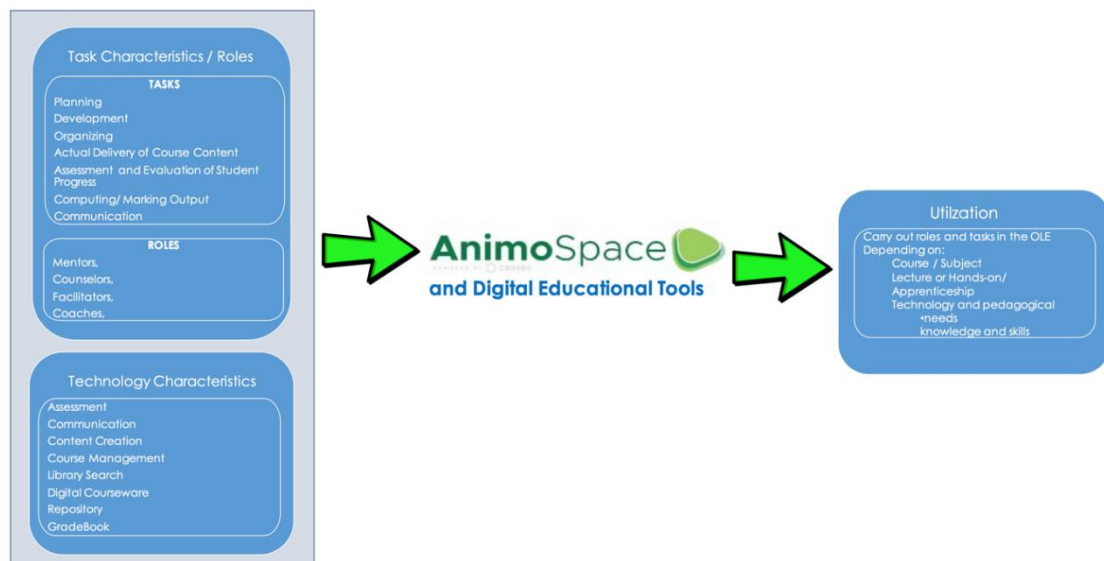 Task Characteristics / Roles
TASKS
Planning
Development
Organizing
Actual Delivery of Course Content
Assessment and Evaluation of Student
Progress
Computing/ Marking Output
Communication
ROLES
Mentors,
Counselors,
Facilitators,
Coaches,
Technology Characteristics
Assessment
Communication
Content Creation
Course Management
Library Search
Digital Courseware
Repository
GradeBook
AnimoSpace
POWERED BY canvas
and Digital Educational Tools
Utilzation
Carry out roles and tasks in the OLE
Depending on:
Course / Subject
Lecture or Hands-on/
Apprenticeship
Technology and pedagogical
•needs
knowledge and skills